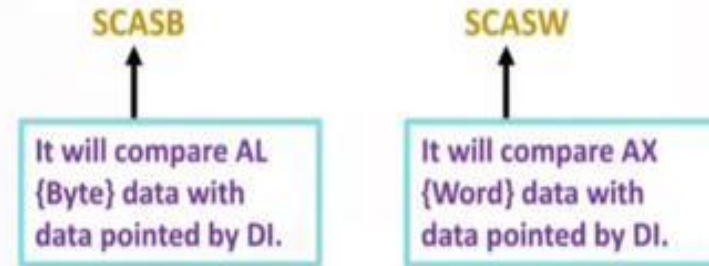 SCASB
It will compare AL
{Byte} data with
data pointed by DI.
SCASW
It will compare AX
{Word} data with
data pointed by DI.